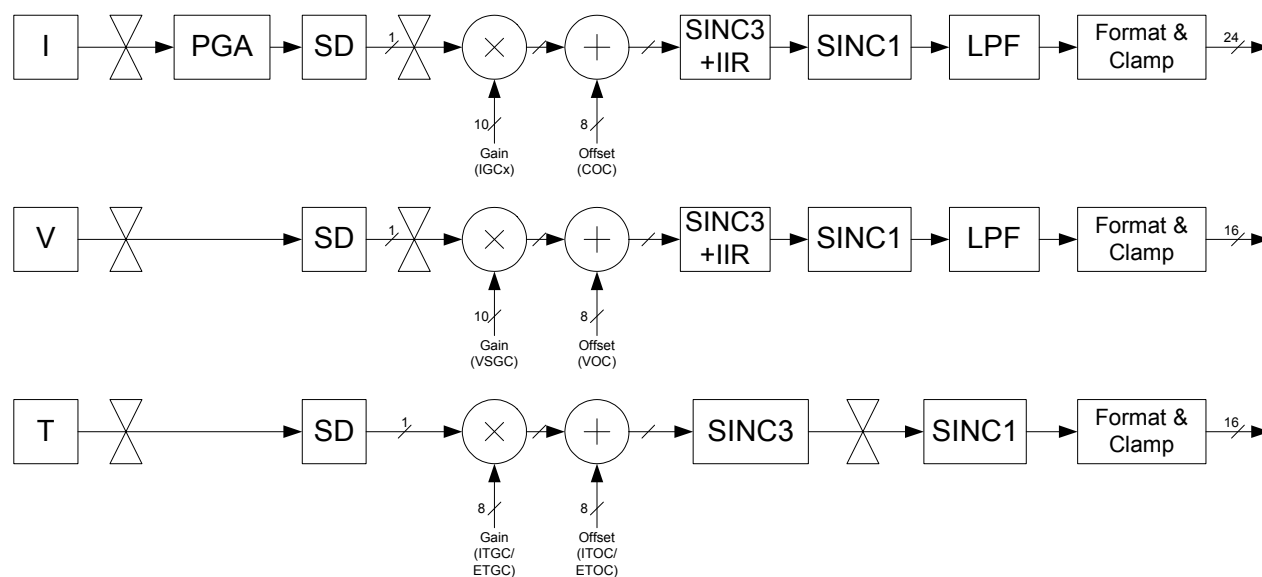 I
PGA
SD
1
×
+
SINC3
+IIR
SINC1
LPF
Format &
Clamp
24
10
Gain
(IGCx)
8
Offset
(COC)
V
SD
1
×
+
SINC3
+IIR
SINC1
LPF
Format &
Clamp
16
10
Gain
(VSGC)
8
Offset
(VOC)
T
SD
1
×
+
SINC3
SINC1
Format &
Clamp
16
8
Gain
(ITGC/
ETGC)
8
Offset
(ITOC/
ETOC)